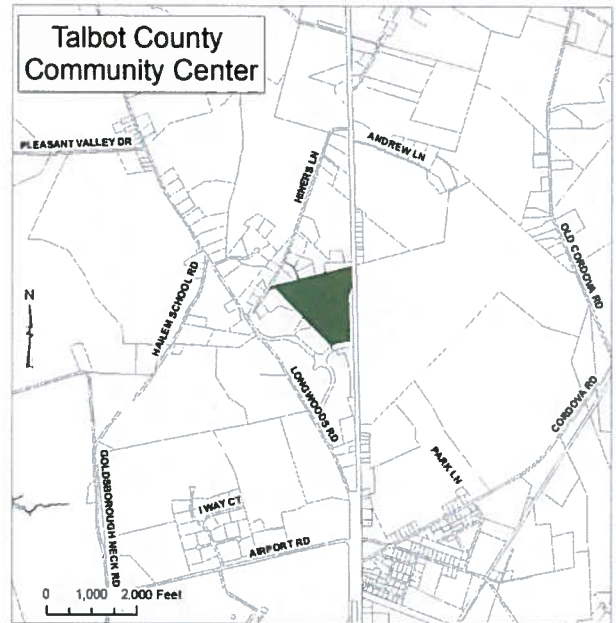 Talbot County
Community Center
PLEASANT VALLEY DR
ANDREW LN
HINERS LN
OLD CORDOVA RD
N
HAILEM SCHOOL RD
LONGWOODS RD
CORDOVA RD
PARK LN
GOLDSBOROUGH NECK RD
I WAY CT
AIRPORT RD
0 1,000 2,000 Feet